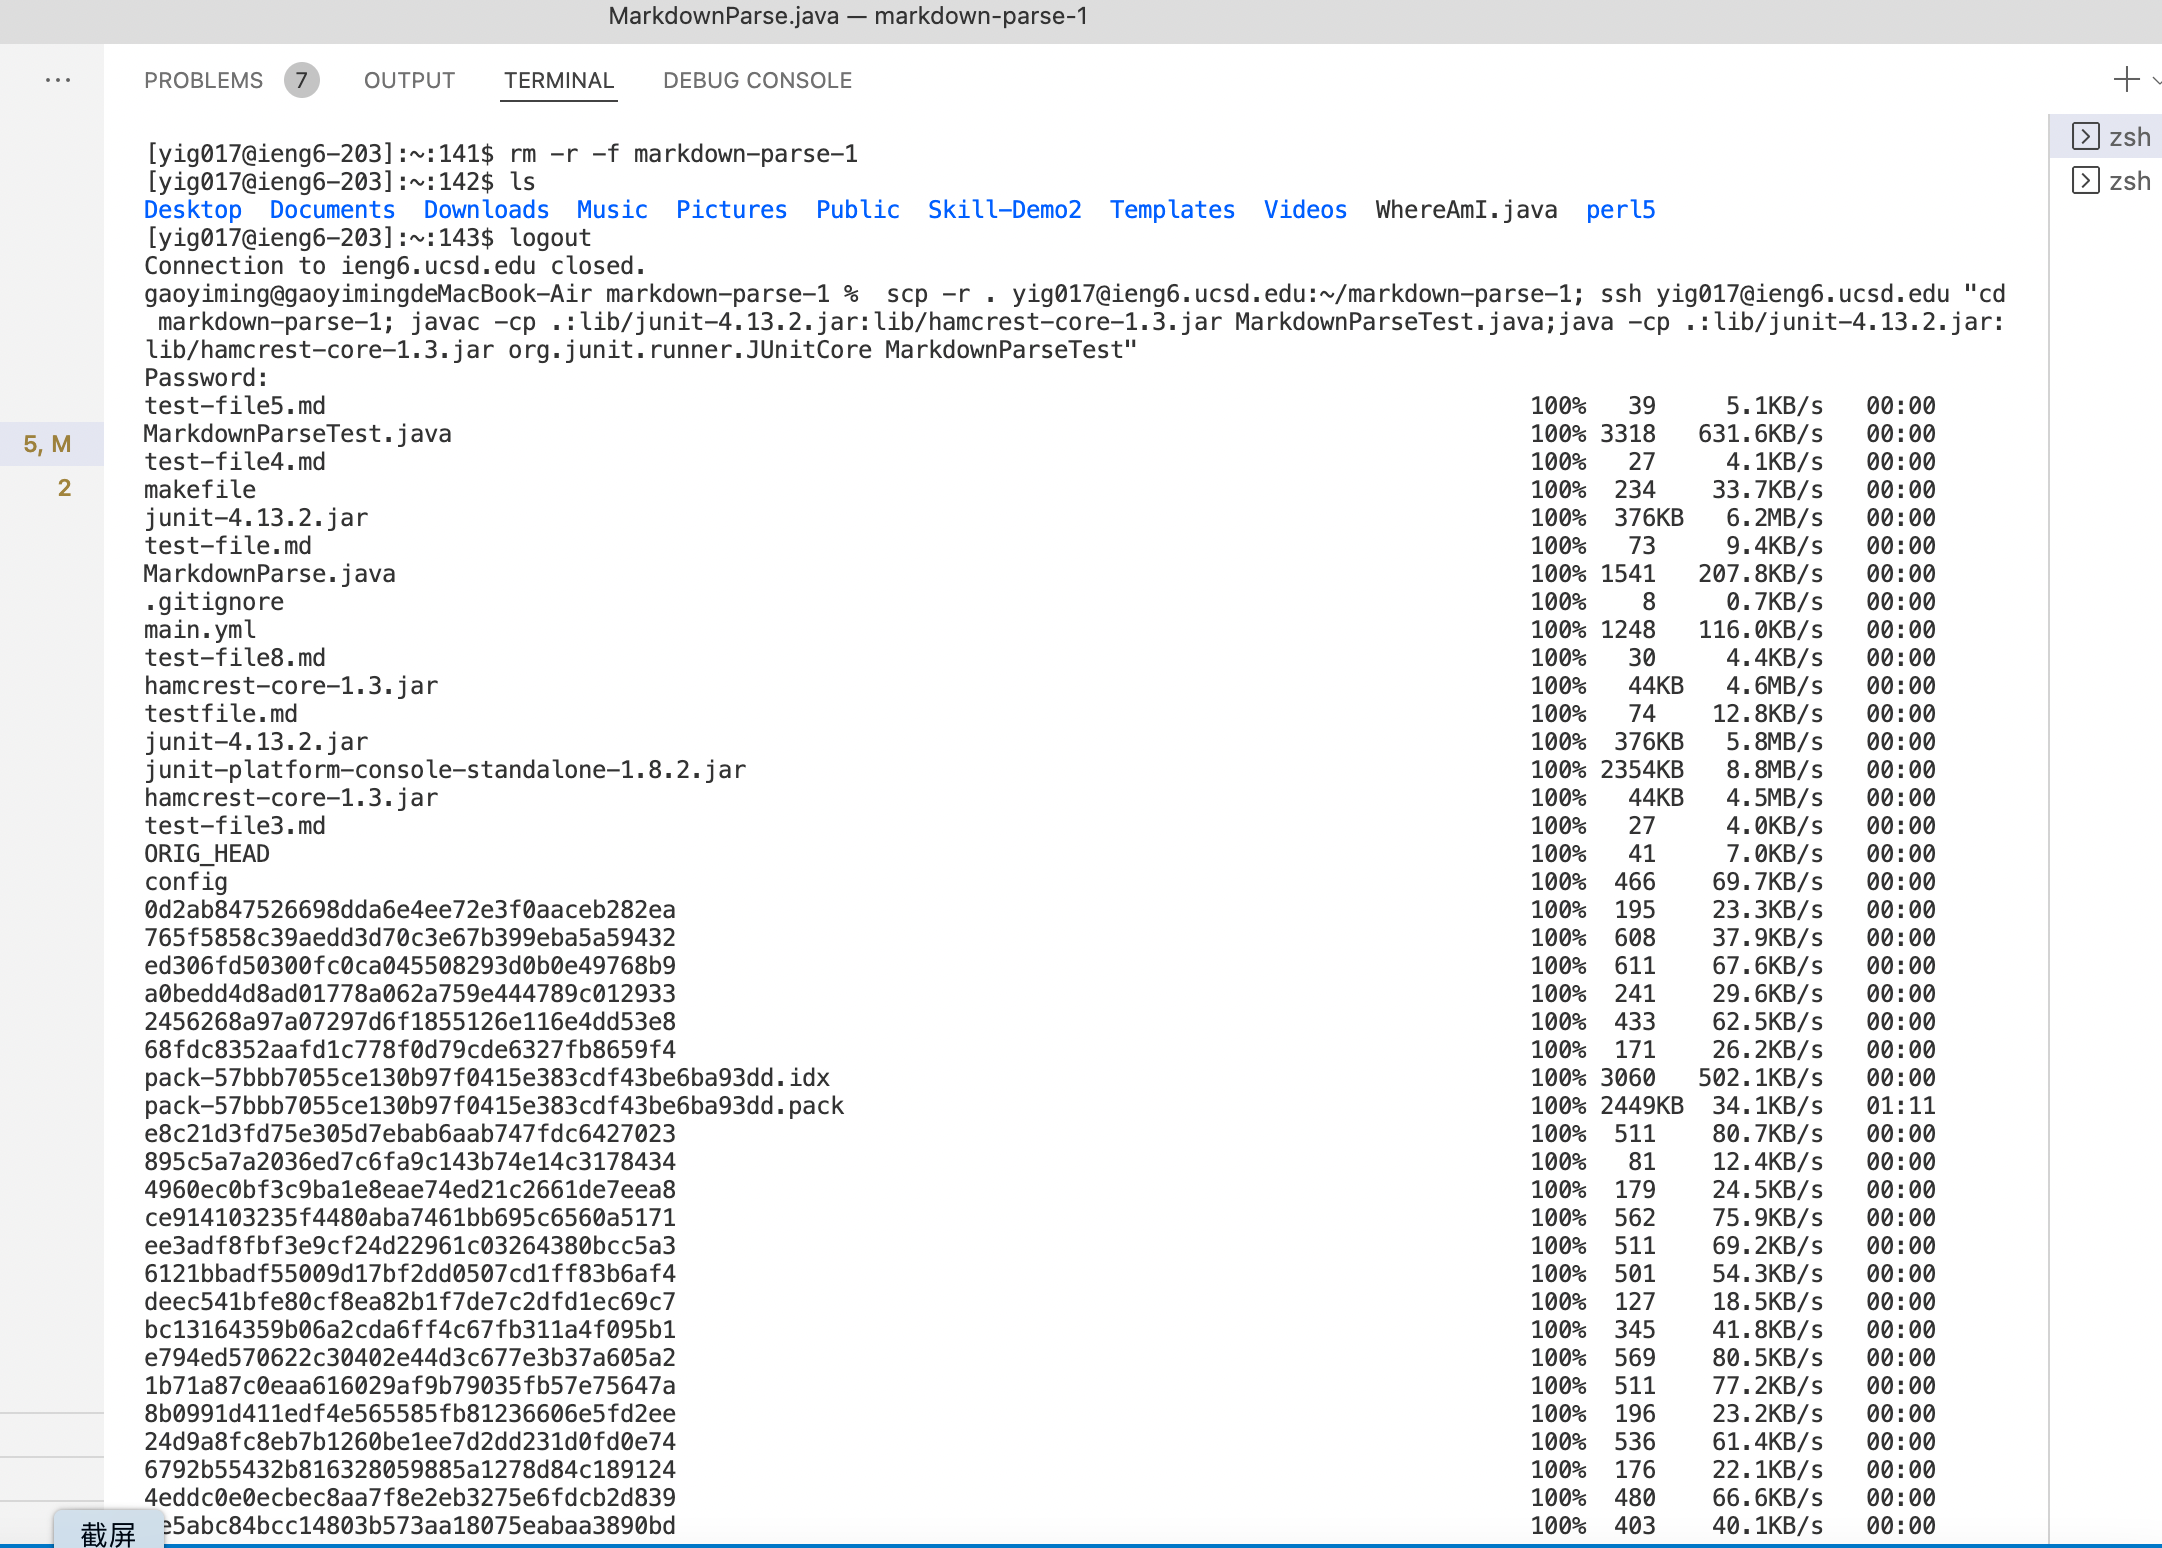 MarkdownParse.java — markdown-parse-1
PROBLEMS 7 OUTPUT TERMINAL DEBUG CONSOLE
zsh
zsh
5, M
2
[yig017@ieng6-203]:~:141$ rm -r -f markdown-parse-1
[yig017@ieng6-203]:~:142$ ls
Desktop Documents Downloads Music Pictures Public Skill-Demo2 Templates Videos WhereAmI.java perl5
[yig017@ieng6-203]:~:143$ logout
Connection to ieng6.ucsd.edu closed.
gaoyiming@gaoyimingdeMacBook-Air markdown-parse-1 % scp -r . yig017@ieng6.ucsd.edu:~/markdown-parse-1; ssh yig017@ieng6.ucsd.edu "cd
markdown-parse-1; javac -cp .:lib/junit-4.13.2.jar:lib/hamcrest-core-1.3.jar MarkdownParseTest.java;java -cp .:lib/junit-4.13.2.jar:
lib/hamcrest-core-1.3.jar org.junit.runner.JUnitCore MarkdownParseTest"
Password:
test-file5.md 100% 39 5.1KB/s 00:00
MarkdownParseTest.java 100% 3318 631.6KB/s 00:00
test-file4.md 100% 27 4.1KB/s 00:00
makefile 100% 234 33.7KB/s 00:00
junit-4.13.2.jar 100% 376KB 6.2MB/s 00:00
test-file.md 100% 73 9.4KB/s 00:00
MarkdownParse.java 100% 1541 207.8KB/s 00:00
.gitignore 100% 8 0.7KB/s 00:00
main.yml 100% 1248 116.0KB/s 00:00
test-file8.md 100% 30 4.4KB/s 00:00
hamcrest-core-1.3.jar 100% 44KB 4.6MB/s 00:00
testfile.md 100% 74 12.8KB/s 00:00
junit-4.13.2.jar 100% 376KB 5.8MB/s 00:00
junit-platform-console-standalone-1.8.2.jar 100% 2354KB 8.8MB/s 00:00
hamcrest-core-1.3.jar 100% 44KB 4.5MB/s 00:00
test-file3.md 100% 27 4.0KB/s 00:00
ORIG_HEAD 100% 41 7.0KB/s 00:00
config 100% 466 69.7KB/s 00:00
0d2ab847526698dda6e4ee72e3f0aaceb282ea 100% 195 23.3KB/s 00:00
765f5858c39aedd3d70c3e67b399eba5a59432 100% 608 37.9KB/s 00:00
ed306fd50300fc0ca045508293d0b0e49768b9 100% 611 67.6KB/s 00:00
a0bedd4d8ad01778a062a759e444789c012933 100% 241 29.6KB/s 00:00
2456268a97a07297d6f1855126e116e4dd53e8 100% 433 62.5KB/s 00:00
68fdc8352aafd1c778f0d79cde6327fb8659f4 100% 171 26.2KB/s 00:00
pack-57bbb7055ce130b97f0415e383cdf43be6ba93dd.idx 100% 3060 502.1KB/s 00:00
pack-57bbb7055ce130b97f0415e383cdf43be6ba93dd.pack 100% 2449KB 34.1KB/s 01:11
e8c21d3fd75e305d7ebab6aab747fdc6427023 100% 511 80.7KB/s 00:00
895c5a7a2036ed7c6fa9c143b74e14c3178434 100% 81 12.4KB/s 00:00
4960ec0bf3c9ba1e8eae74ed21c2661de7eea8 100% 179 24.5KB/s 00:00
ce914103235f4480aba7461bb695c6560a5171 100% 562 75.9KB/s 00:00
ee3adf8fbf3e9cf24d22961c03264380bcc5a3 100% 511 69.2KB/s 00:00
6121bbadf55009d17bf2dd0507cd1ff83b6af4 100% 501 54.3KB/s 00:00
deec541bfe80cf8ea82b1f7de7c2dfd1ec69c7 100% 127 18.5KB/s 00:00
bc13164359b06a2cda6ff4c67fb311a4f095b1 100% 345 41.8KB/s 00:00
e794ed570622c30402e44d3c677e3b37a605a2 100% 569 80.5KB/s 00:00
1b71a87c0eaa616029af9b79035fb57e75647a 100% 511 77.2KB/s 00:00
8b0991d411edf4e565585fb81236606e5fd2ee 100% 196 23.2KB/s 00:00
24d9a8fc8eb7b1260be1ee7d2dd231d0fd0e74 100% 536 61.4KB/s 00:00
6792b55432b816328059885a1278d84c189124 100% 176 22.1KB/s 00:00
4eddc0e0ecbec8aa7f8e2eb3275e6fdcb2d839 100% 480 66.6KB/s 00:00
e5abc84bcc14803b573aa18075eabaa3890bd 100% 403 40.1KB/s 00:00
截屏